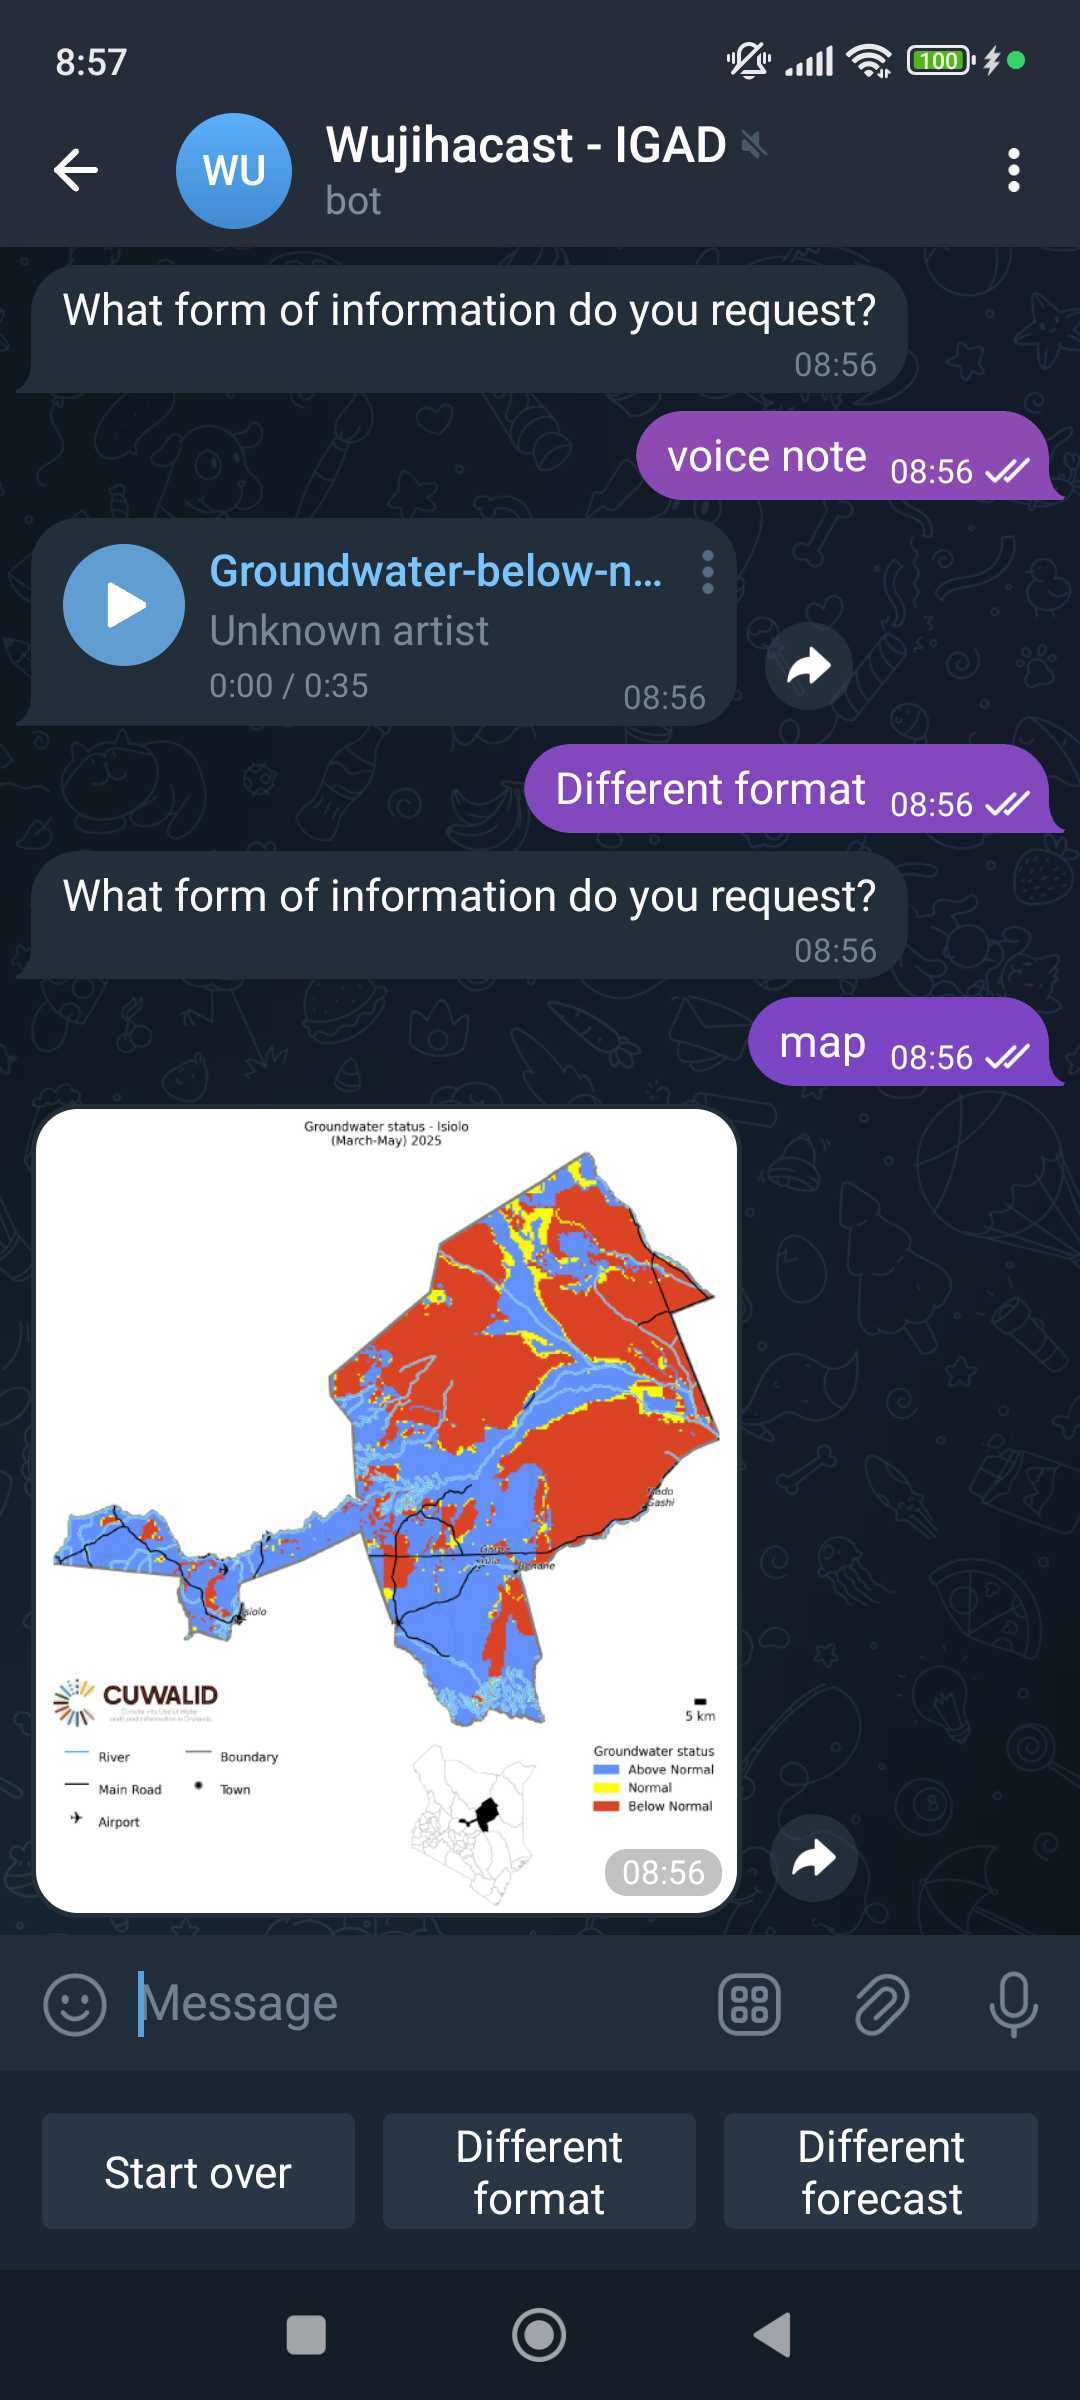 8:57
100
WU
Wujihacast - IGAD
bot
What form of information do you request?
08:56
voice note 08:56
Groundwater-below-n...
Unknown artist
0:00 / 0:35
08:56
Different format 08:56
What form of information do you request?
08:56
map 08:56
Groundwater status - Isiolo
(March-May) 2025
Gashi
Isiolo
CUWALID
5 km
River
Boundary
Main Road
Town
Airport
Groundwater status
Above Normal
Normal
Below Normal
08:56
Message
Start over
Different format
Different forecast